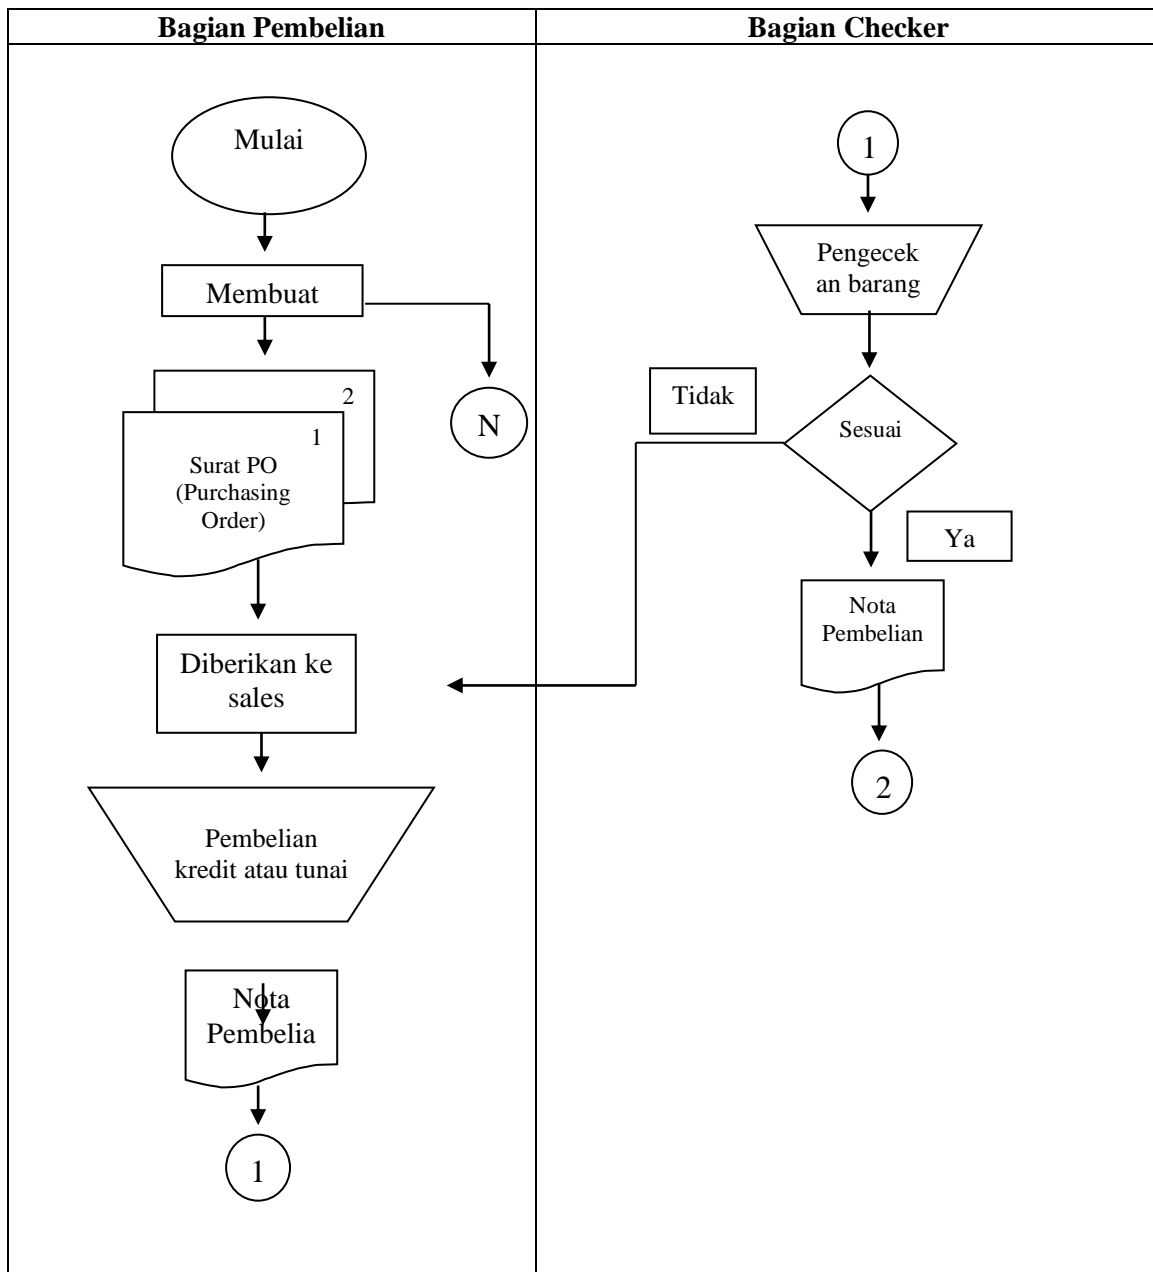 Bagian Pembelian
Bagian Checker
Mulai
Membuat
N
2
1
Surat PO
(Purchasing
Order)
Diberikan ke
sales
Pembelian
kredit atau tunai
Nota
Pembelia
1
1
Pengecek
an barang
Sesuai
Tidak
Ya
Nota
Pembelian
2